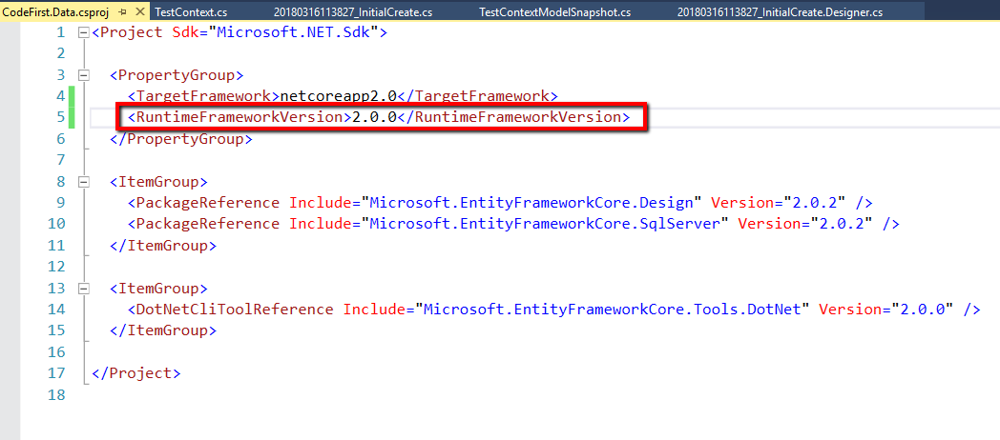 CodeFirst.Data.csproj TestContext.cs 20180316113827_InitialCreate.cs TestContextModelSnapshot.cs 20180316113827_InitialCreate.Designer.cs
1 <Project Sdk="Microsoft.NET.Sdk">
2
3 <PropertyGroup>
4 <TargetFramework>netcoreapp2.0</TargetFramework>
5 <RuntimeFrameworkVersion>2.0.0</RuntimeFrameworkVersion>
6 </PropertyGroup>
7
8 <ItemGroup>
9 <PackageReference Include="Microsoft.EntityFrameworkCore.Design" Version="2.0.2" />
10 <PackageReference Include="Microsoft.EntityFrameworkCore.SqlServer" Version="2.0.2" />
11 </ItemGroup>
12
13 <ItemGroup>
14 <DotNetCliToolReference Include="Microsoft.EntityFrameworkCore.Tools.DotNet" Version="2.0.0" />
15 </ItemGroup>
16
17 </Project>
18